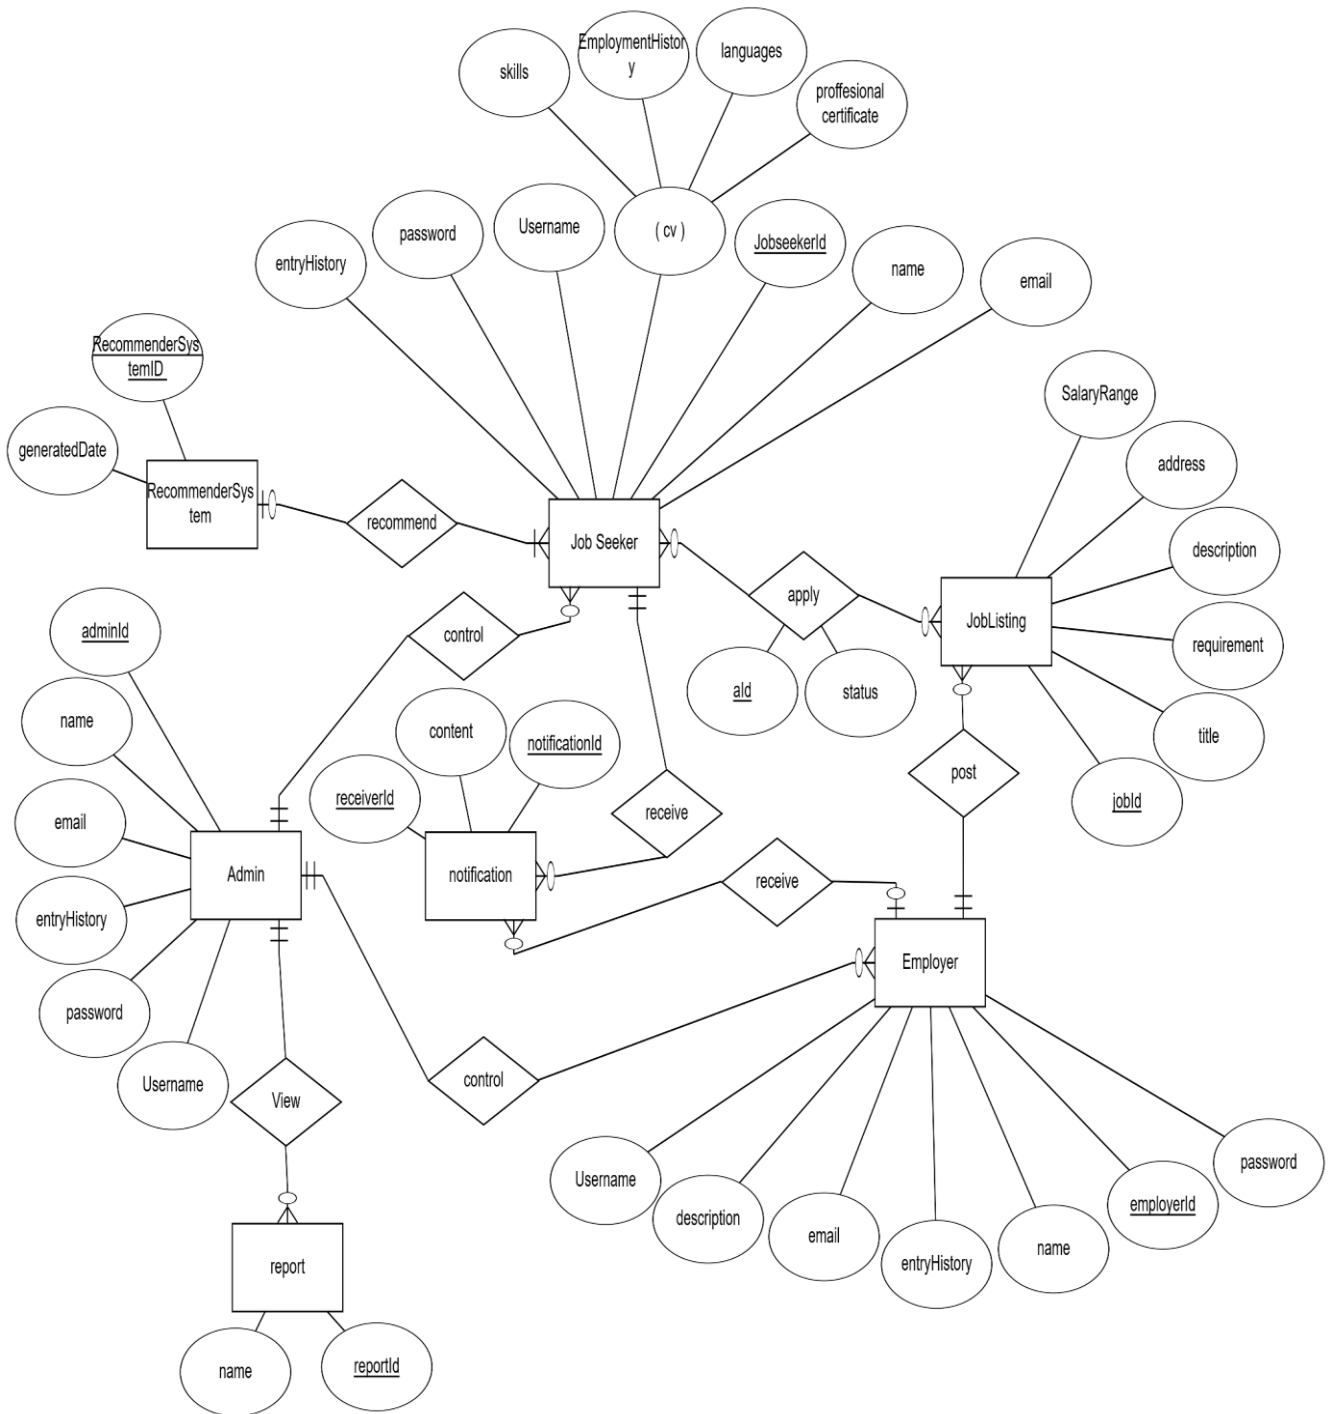 EmploymentHistor
y
languages
skills
proffesional
certificate
password
Username
( cv )
JobseekerId
entryHistory
name
email
RecommenderSys
temID
SalaryRange
generatedDate
address
RecommenderSys
tem
recommend
Job Seeker
description
apply
JobListing
adminId
control
requirement
aId
status
name
content
notificationId
title
post
receiverId
receive
jobId
email
Admin
notification
receive
entryHistory
Employer
password
Username
control
View
Username
description
email
entryHistory
name
employerId
password
report
name
reportId